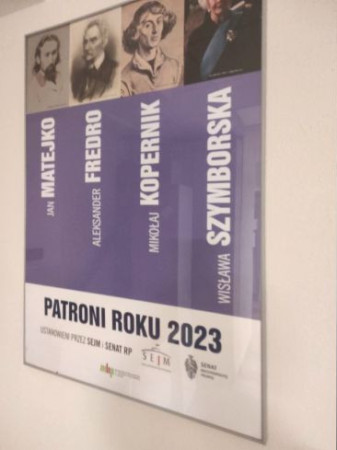 JAN MATEJKO
ALEKSANDER FREDRO
MIKOŁAJ KOPERNIK
WISŁAWA SZYMBORSKA
PATRONI ROKU 2023
USTANOWIENI PRZEZ SEJM I SENAT RP
SEJM
SENAT